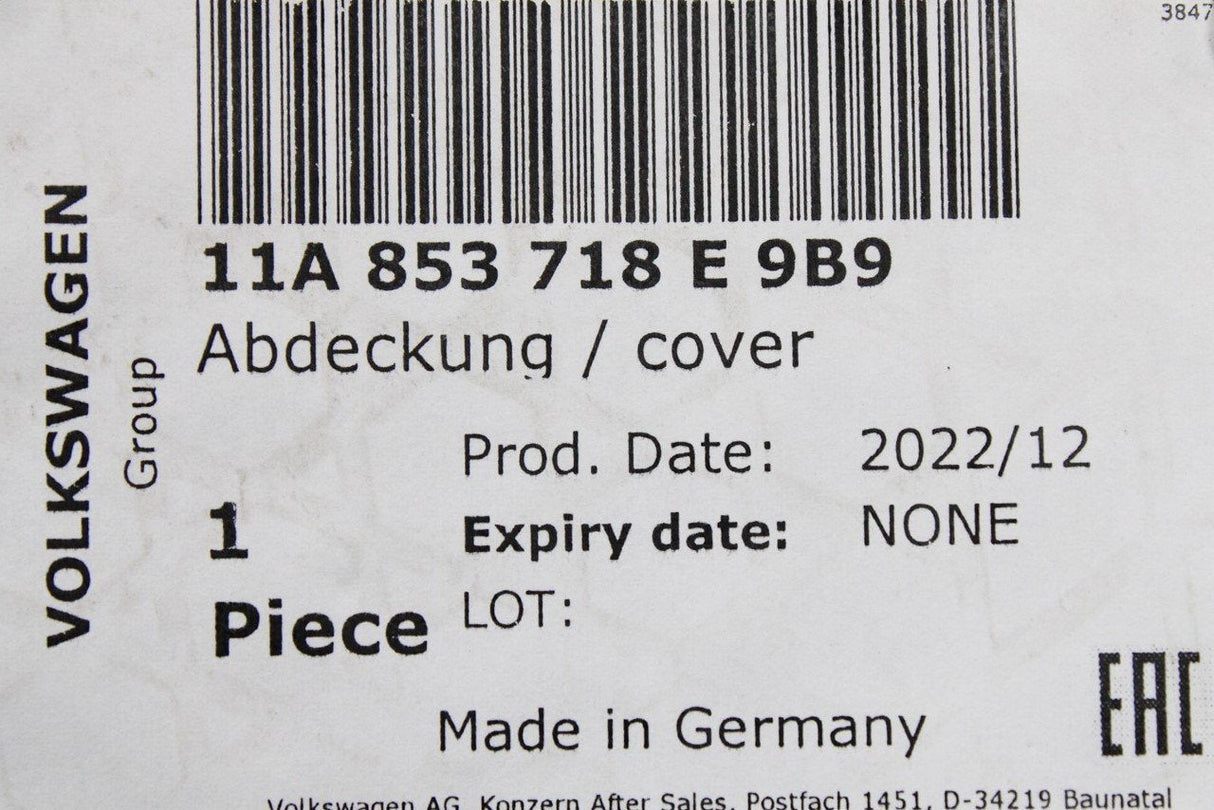 3847
11A 853 718 E 9B9
Abdeckung / cover
VOLKSWAGEN
Group
Prod. Date: 2022/12
1
Expiry date: NONE
Piece
LOT:
EAC
Made in Germany
Volkswagen AG, Konzern After Sales, Postfach 1451, D-34219 Baunatal